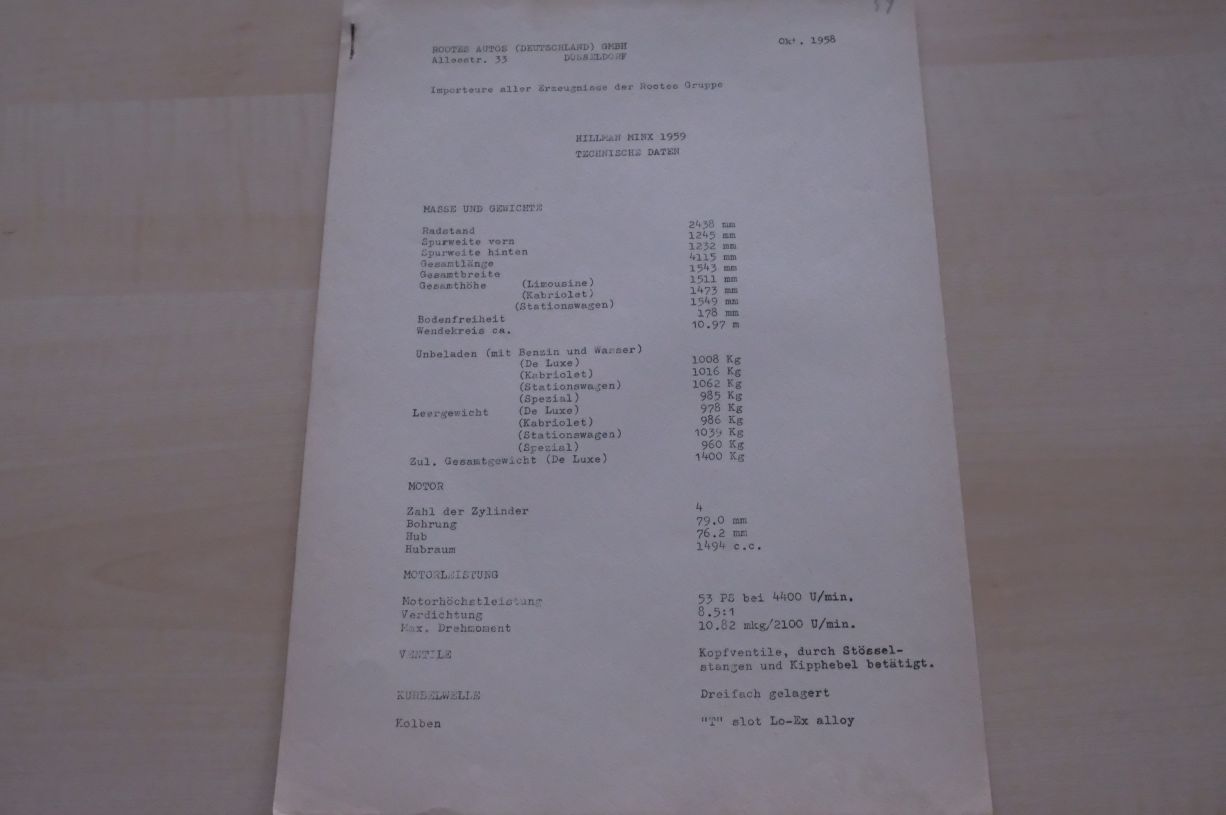 ROOTES AUTOS (DEUTSCHLAND) GMBH Okt. 1958
Alleestr. 33 DÜSSELDORF
Importeure aller Erzeugnisse der Rootes Gruppe
HILLMAN MINX 1959
TECHNISCHE DATEN
MASSE UND GEWICHTE
Radstand 2438 mm
Spurweite vorn 1245 mm
Spurweite hinten 1232 mm
Gesamtlänge 4115 mm
Gesamtbreite 1543 mm
Gesamthöhe (Limousine) 1511 mm
(Kabriolet) 1473 mm
(Stationswagen) 1549 mm
Bodenfreiheit 178 mm
Wendekreis ca. 10.97 m
Unbeladen (mit Benzin und Wasser)
(De Luxe) 1008 Kg
(Kabriolet) 1016 Kg
(Stationswagen) 1062 Kg
(Spezial) 985 Kg
Leergewicht (De Luxe) 978 Kg
(Kabriolet) 986 Kg
(Stationswagen) 1039 Kg
(Spezial) 960 Kg
Zul. Gesamtgewicht (De Luxe) 1400 Kg
MOTOR
Zahl der Zylinder 4
Bohrung 79.0 mm
Hub 76.2 mm
Hubraum 1494 c.c.
MOTORLEISTUNG
Motorhöchstleistung 53 PS bei 4400 U/min.
Verdichtung 8.5:1
Max. Drehmoment 10.82 mkg/2100 U/min.
VENTILE Kopfventile, durch Stössel-
stangen und Kipphebel betätigt.
KURBELWELLE Dreifach gelagert
Kolben "T" slot Lo-Ex alloy